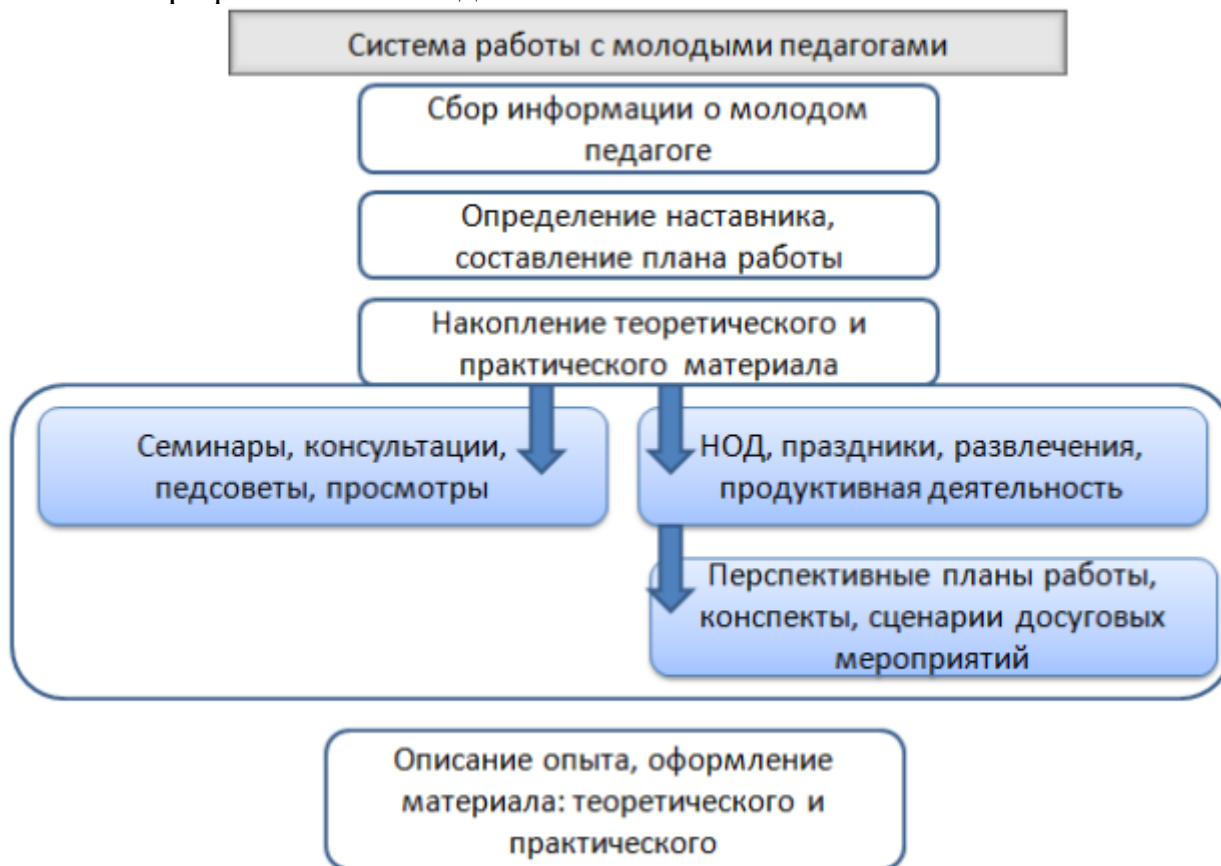 Система работы с молодыми педагогами
Сбор информации о молодом
педагоге
Определение наставника,
составление плана работы
Накопление теоретического и
практического материала
Семинары, консультации,
педсоветы, просмотры
НОД, праздники, развлечения,
продуктивная деятельность
Перспективные планы работы,
конспекты, сценарии досуговых
мероприятий
Описание опыта, оформление
материала: теоретического и
практического